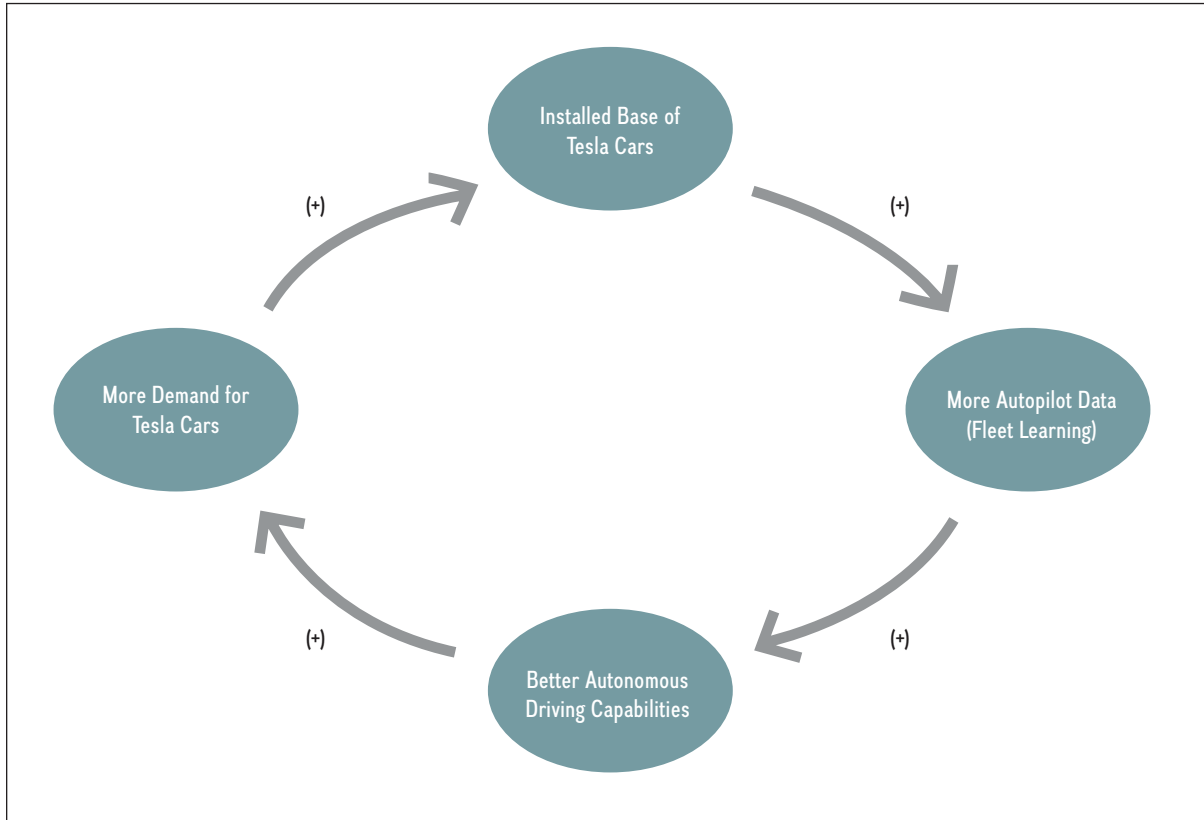 Installed Base of
Tesla Cars
(+)
(+)
More Demand for
Tesla Cars
More Autopilot Data
(Fleet Learning)
(+)
(+)
Better Autonomous
Driving Capabilities